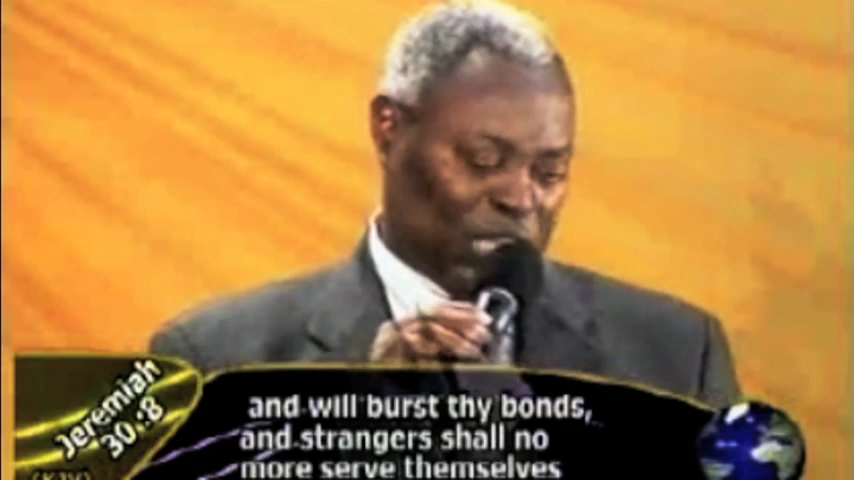 Jeremiah
30:8
(KJV)
and will burst thy bonds,
and strangers shall no
more serve themselves